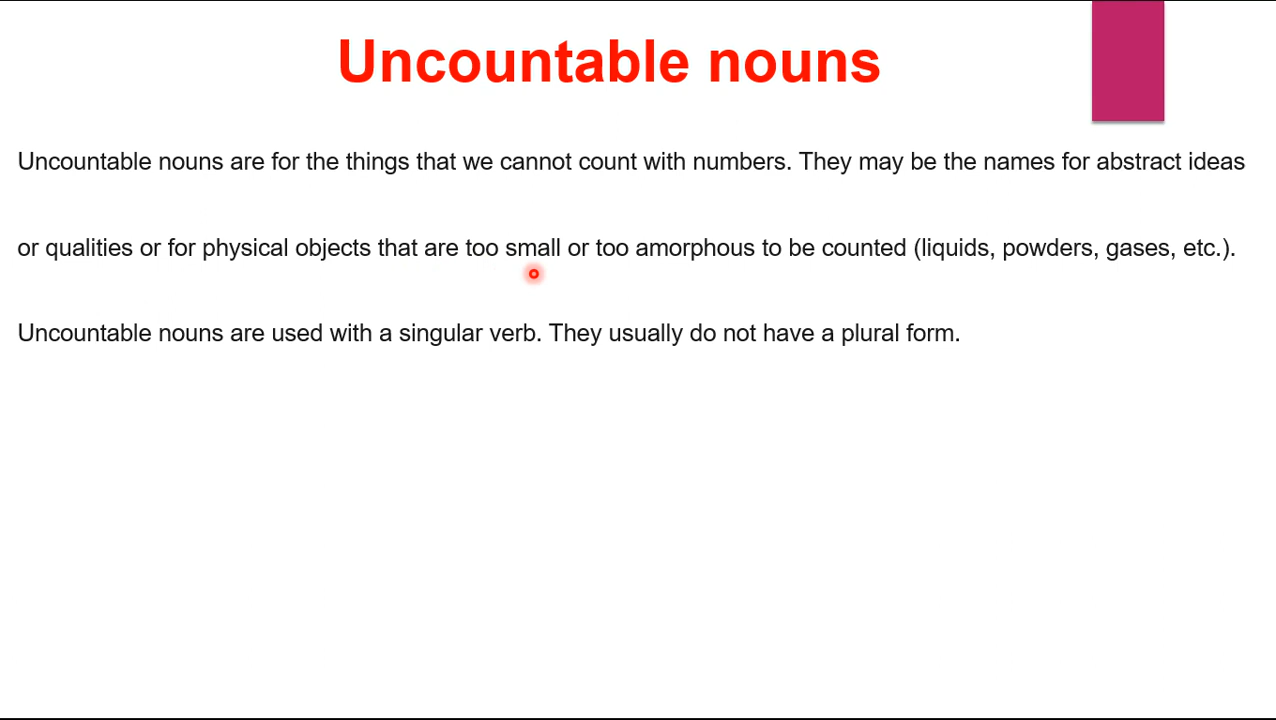 Uncountable nouns
Uncountable nouns are for the things that we cannot count with numbers. They may be the names for abstract ideas
or qualities or for physical objects that are too small or too amorphous to be counted (liquids, powders, gases, etc.).
Uncountable nouns are used with a singular verb. They usually do not have a plural form.